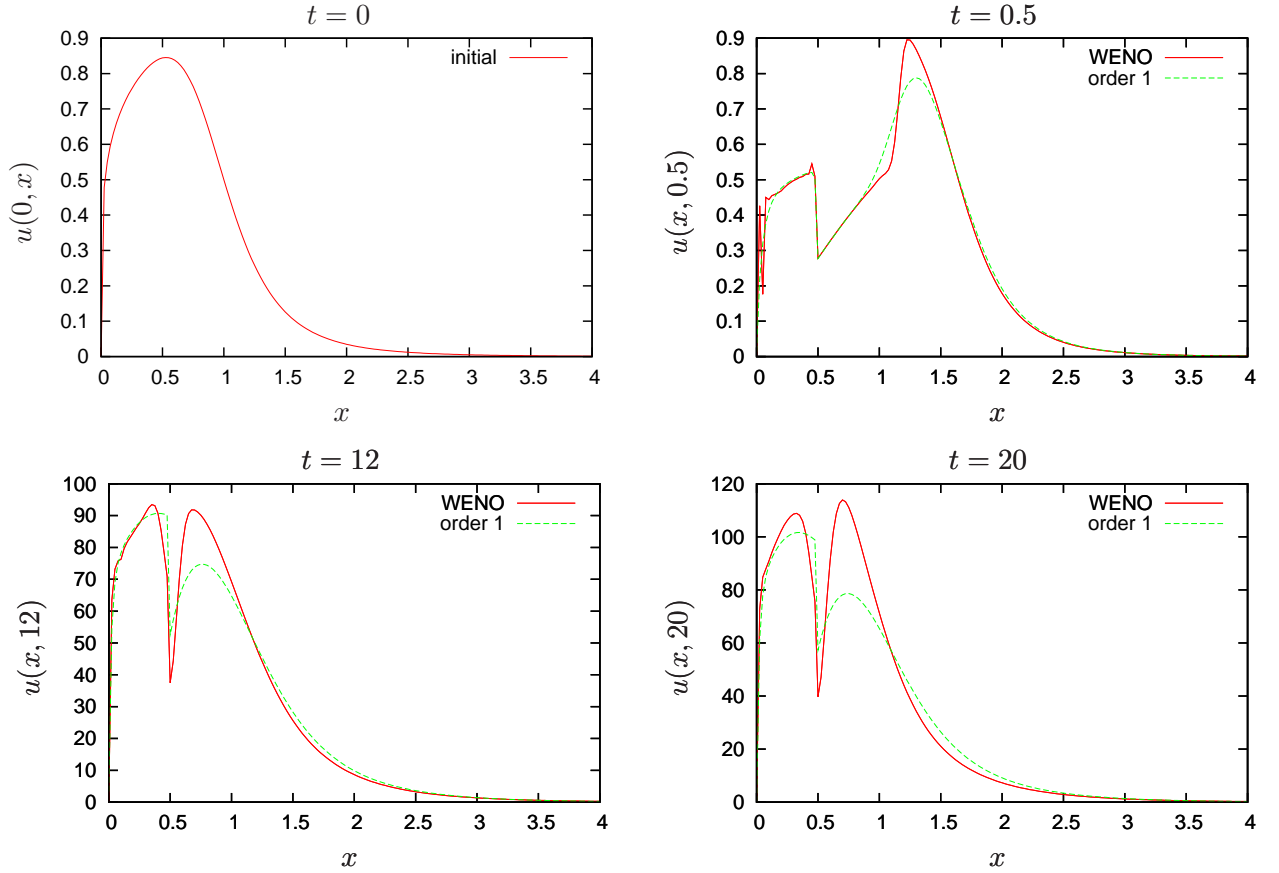 t = 0
u(0, x)
0.9
0.8
0.7
0.6
0.5
0.4
0.3
0.2
0.1
0
initial
0 0.5 1 1.5 2 2.5 3 3.5 4
x
t = 0.5
u(x, 0.5)
0.9
0.8
0.7
0.6
0.5
0.4
0.3
0.2
0.1
0
WENO
order 1
0 0.5 1 1.5 2 2.5 3 3.5 4
x
t = 12
u(x, 12)
100
90
80
70
60
50
40
30
20
10
0
WENO
order 1
0 0.5 1 1.5 2 2.5 3 3.5 4
x
t = 20
u(x, 20)
120
100
80
60
40
20
0
WENO
order 1
0 0.5 1 1.5 2 2.5 3 3.5 4
x